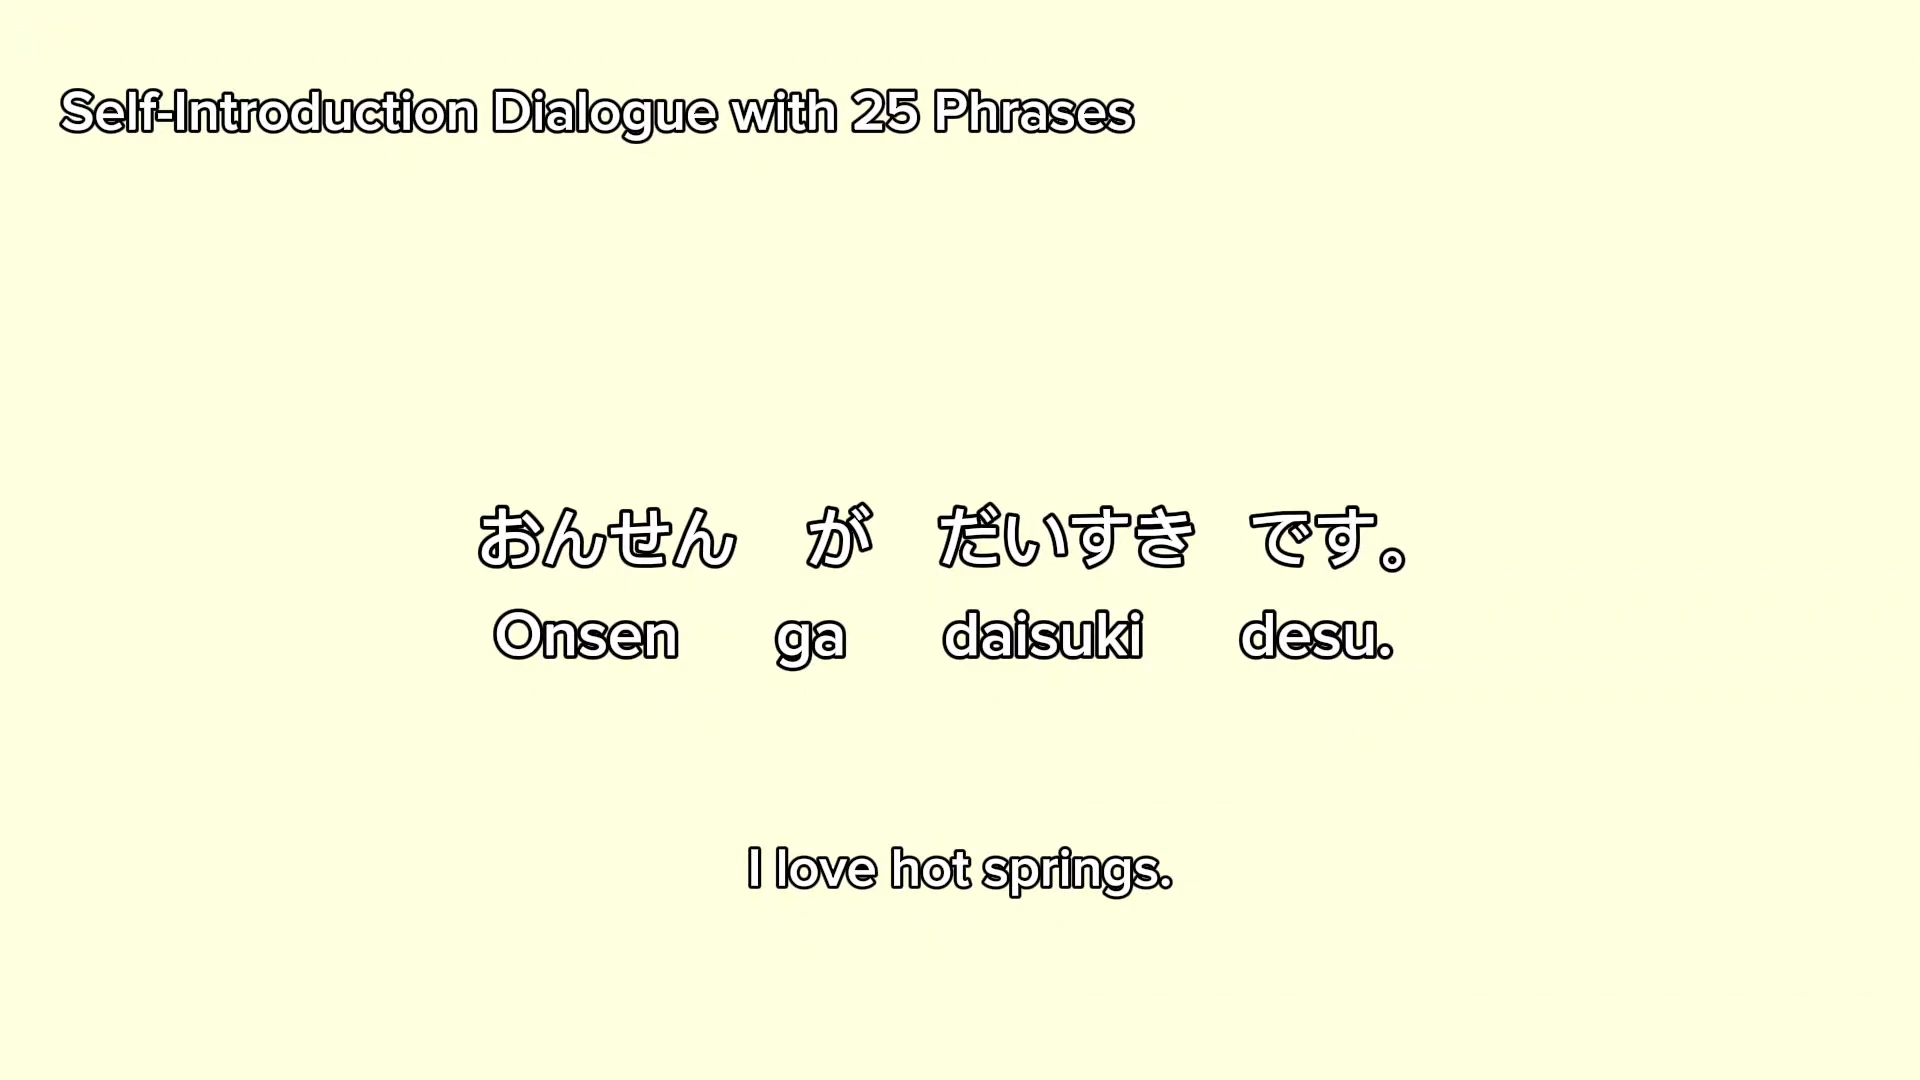 Self-Introduction Dialogue with 25 Phrases
おんせん が だいすき です。
Onsen ga daisuki desu.
I love hot springs.